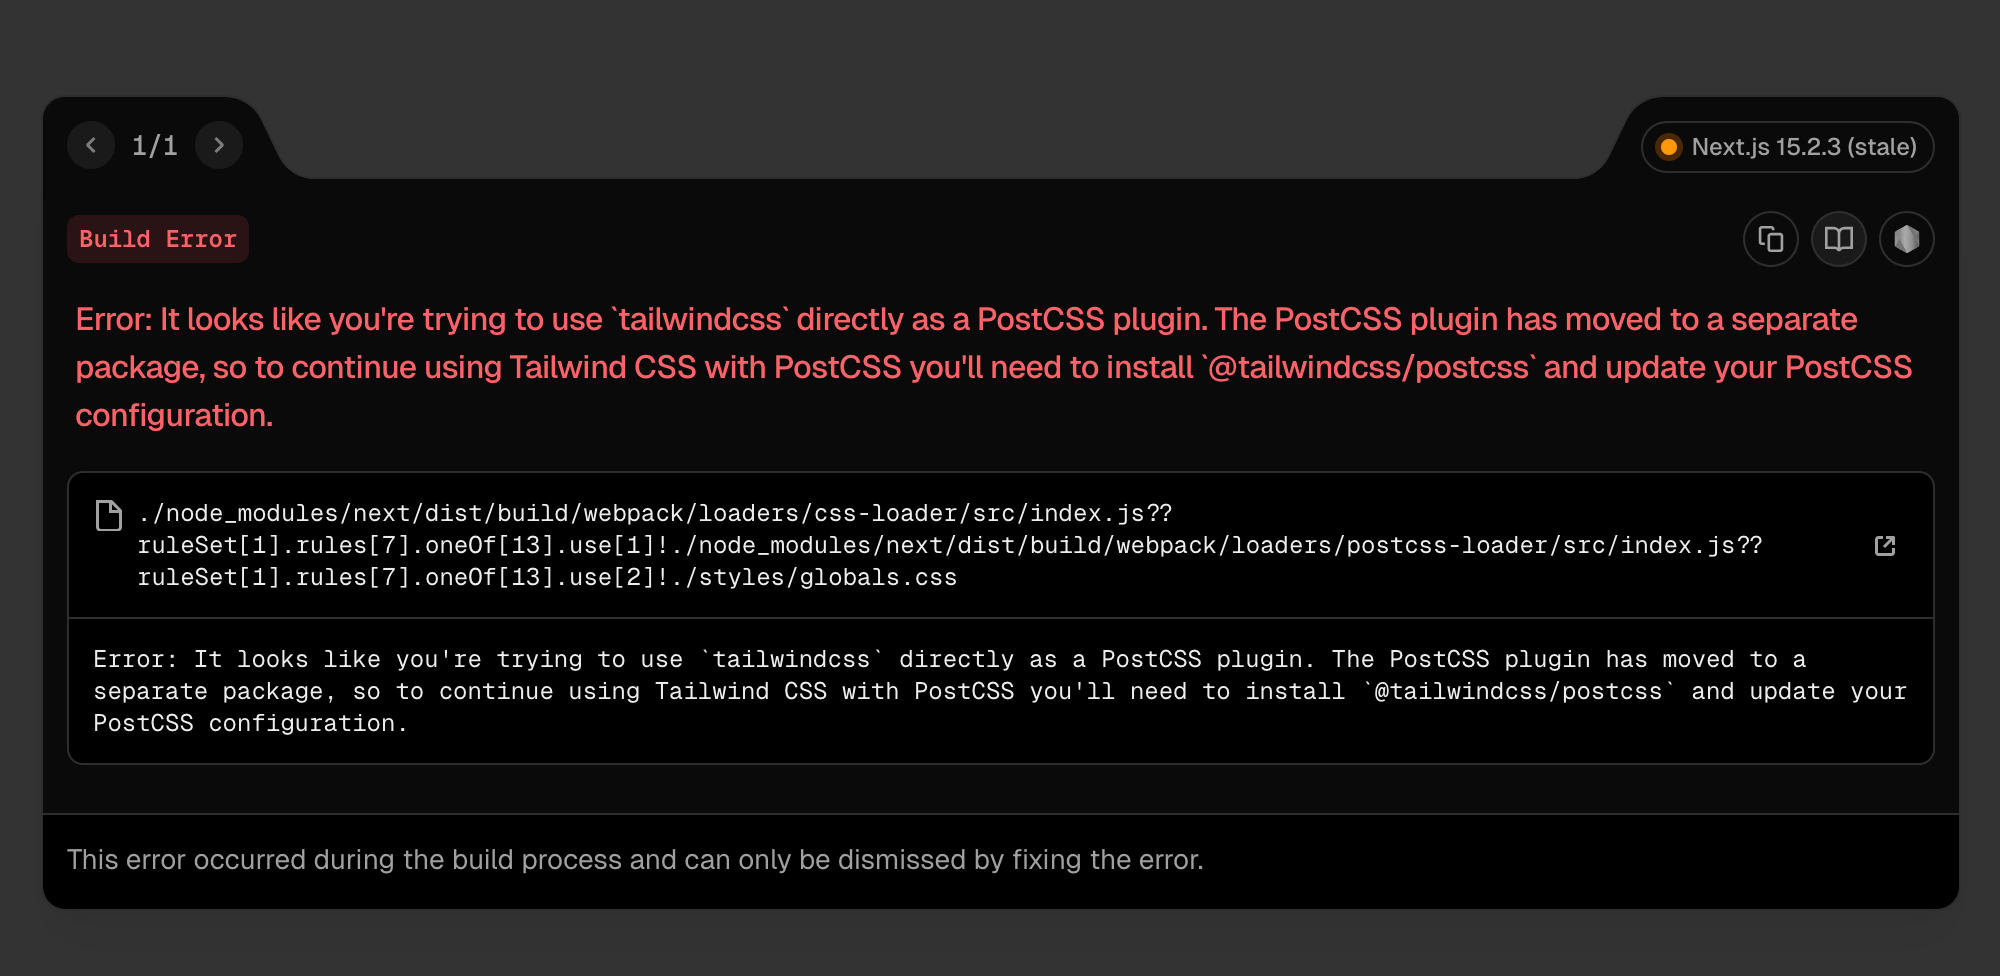 1/1
Next.js 15.2.3 (stale)
Build Error
Error: It looks like you're trying to use `tailwindcss` directly as a PostCSS plugin. The PostCSS plugin has moved to a separate
package, so to continue using Tailwind CSS with PostCSS you'll need to install `@tailwindcss/postcss` and update your PostCSS
configuration.
./node_modules/next/dist/build/webpack/loaders/css-loader/src/index.js??
ruleSet[1].rules[7].oneOf[13].use[1]!./node_modules/next/dist/build/webpack/loaders/postcss-loader/src/index.js??
ruleSet[1].rules[7].oneOf[13].use[2]!./styles/globals.css
Error: It looks like you're trying to use `tailwindcss` directly as a PostCSS plugin. The PostCSS plugin has moved to a
separate package, so to continue using Tailwind CSS with PostCSS you'll need to install `@tailwindcss/postcss` and update your
PostCSS configuration.
This error occurred during the build process and can only be dismissed by fixing the error.